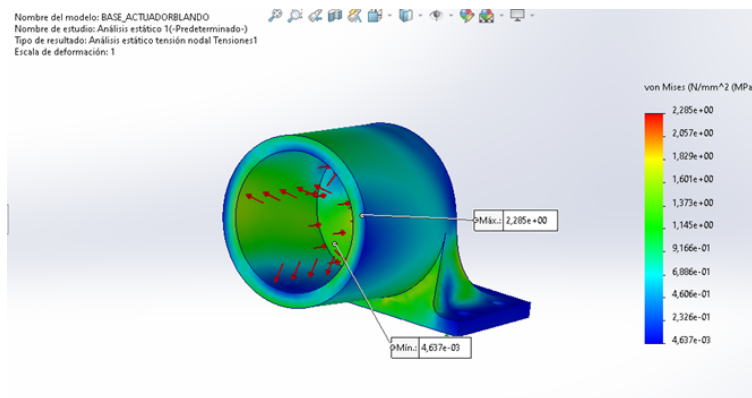 Nombre del modelo: BASE_ACTUADORBLANDO
Nombre de estudio: Análisis estático 1(-Predeterminado-)
Tipo de resultado: Análisis estático tensión nodal Tensiones1
Escala de deformación: 1
von Mises (N/mm^2 (MPa
2,285e+00
2,057e+00
1,829e+00
1,601e+00
1,373e+00
1,145e+00
9,166e-01
6,886e-01
4,606e-01
2,326e-01
4,637e-03
Máx.: 2,285e+00
Mín.: 4,637e-03